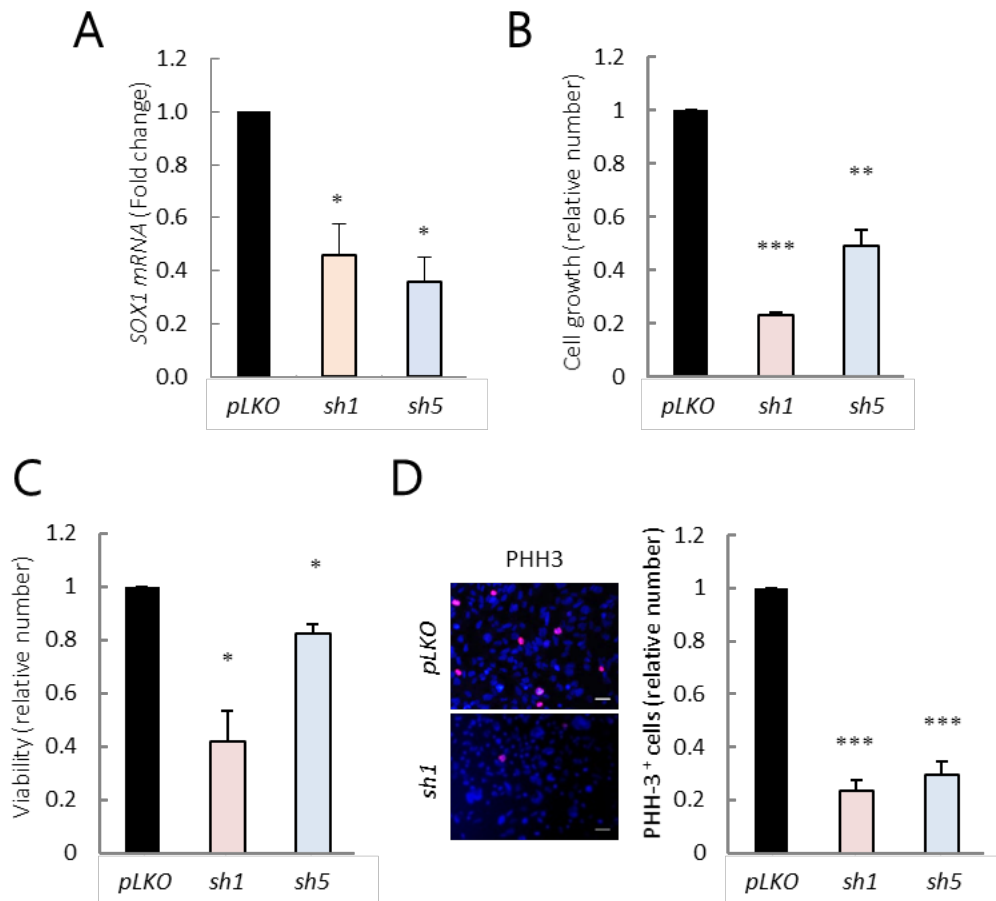 A
SOX1 mRNA (Fold change)
1.2
1.0
0.8
0.6
0.4
0.2
0.0
*
*
pLKO sh1 sh5
B
Cell growth (relative number)
1.2
1
0.8
0.6
0.4
0.2
0
***
**
pLKO sh1 sh5
C
Viability (relative number)
1.2
1
0.8
0.6
0.4
0.2
0
*
*
pLKO sh1 sh5
D
PHH3
pLKO
sh1
PHH-3+ cells (relative number)
1.2
1
0.8
0.6
0.4
0.2
0
***
***
pLKO sh1 sh5